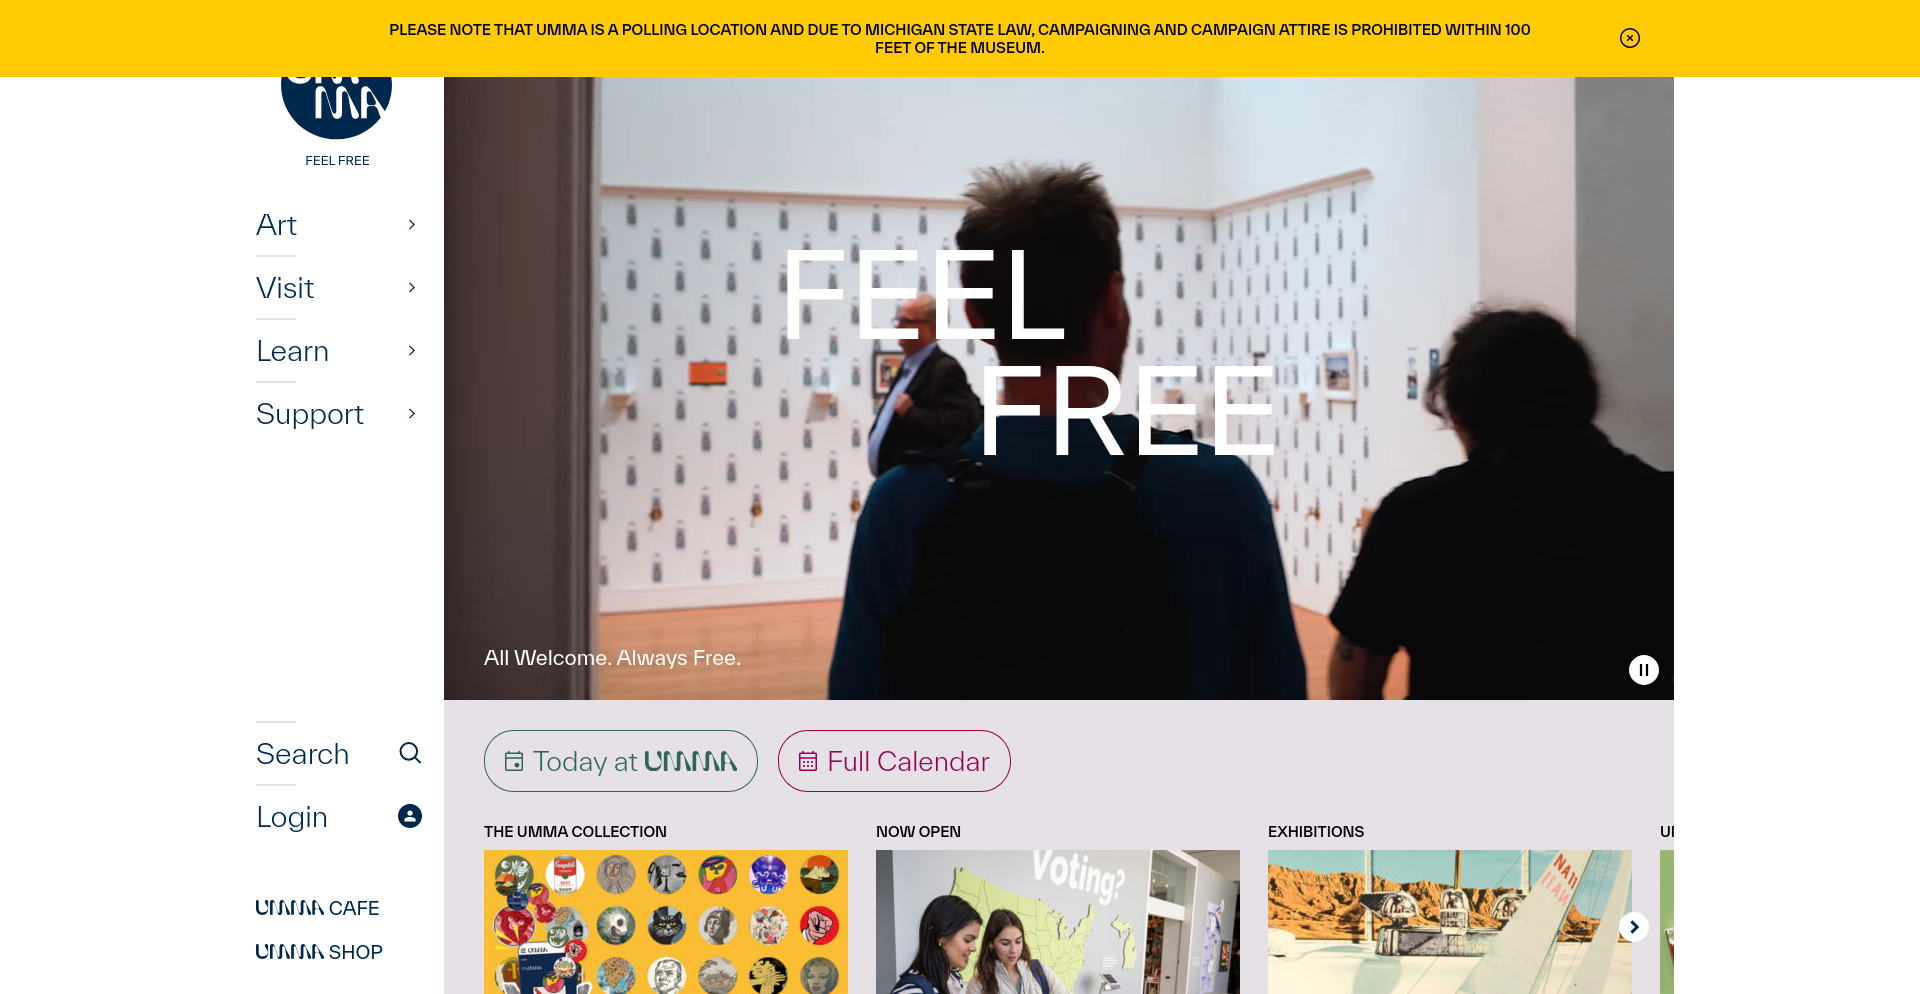 PLEASE NOTE THAT UMMA IS A POLLING LOCATION AND DUE TO MICHIGAN STATE LAW, CAMPAIGNING AND CAMPAIGN ATTIRE IS PROHIBITED WITHIN 100
FEET OF THE MUSEUM.
UMMA
FEEL FREE
Art
Visit
Learn
Support
FEEL
FREE
All Welcome. Always Free.
Search
Login
UMMA CAFE
UMMA SHOP
Today at UMMA
Full Calendar
THE UMMA COLLECTION
NOW OPEN
Voting?
EXHIBITIONS
NA11